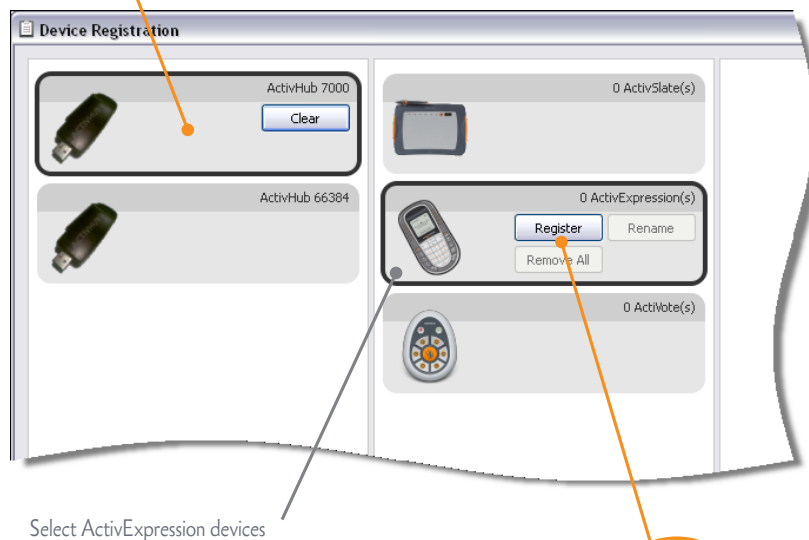 Device Registration
ActivHub 7000
Clear
ActivHub 66384
0 ActivSlate(s)
0 ActivExpression(s)
Register
Rename
Remove All
0 ActiVote(s)
Select ActivExpression devices